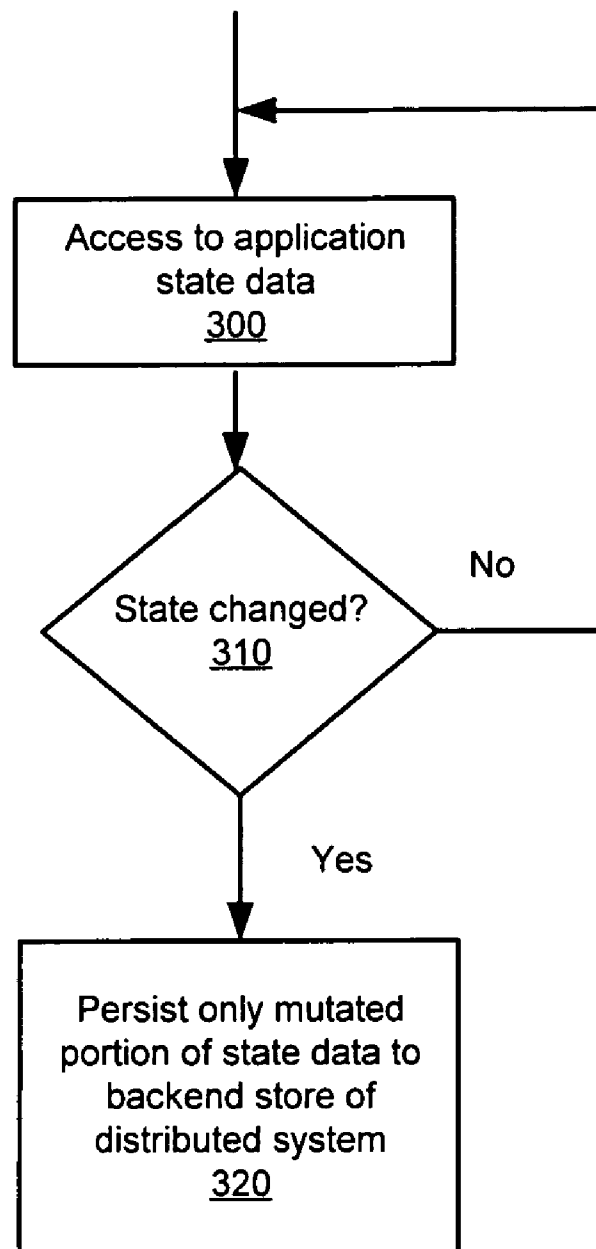 Access to application
state data
300
No
State changed?
310
Yes
Persist only mutated
portion of state data to
backend store of
distributed system
320